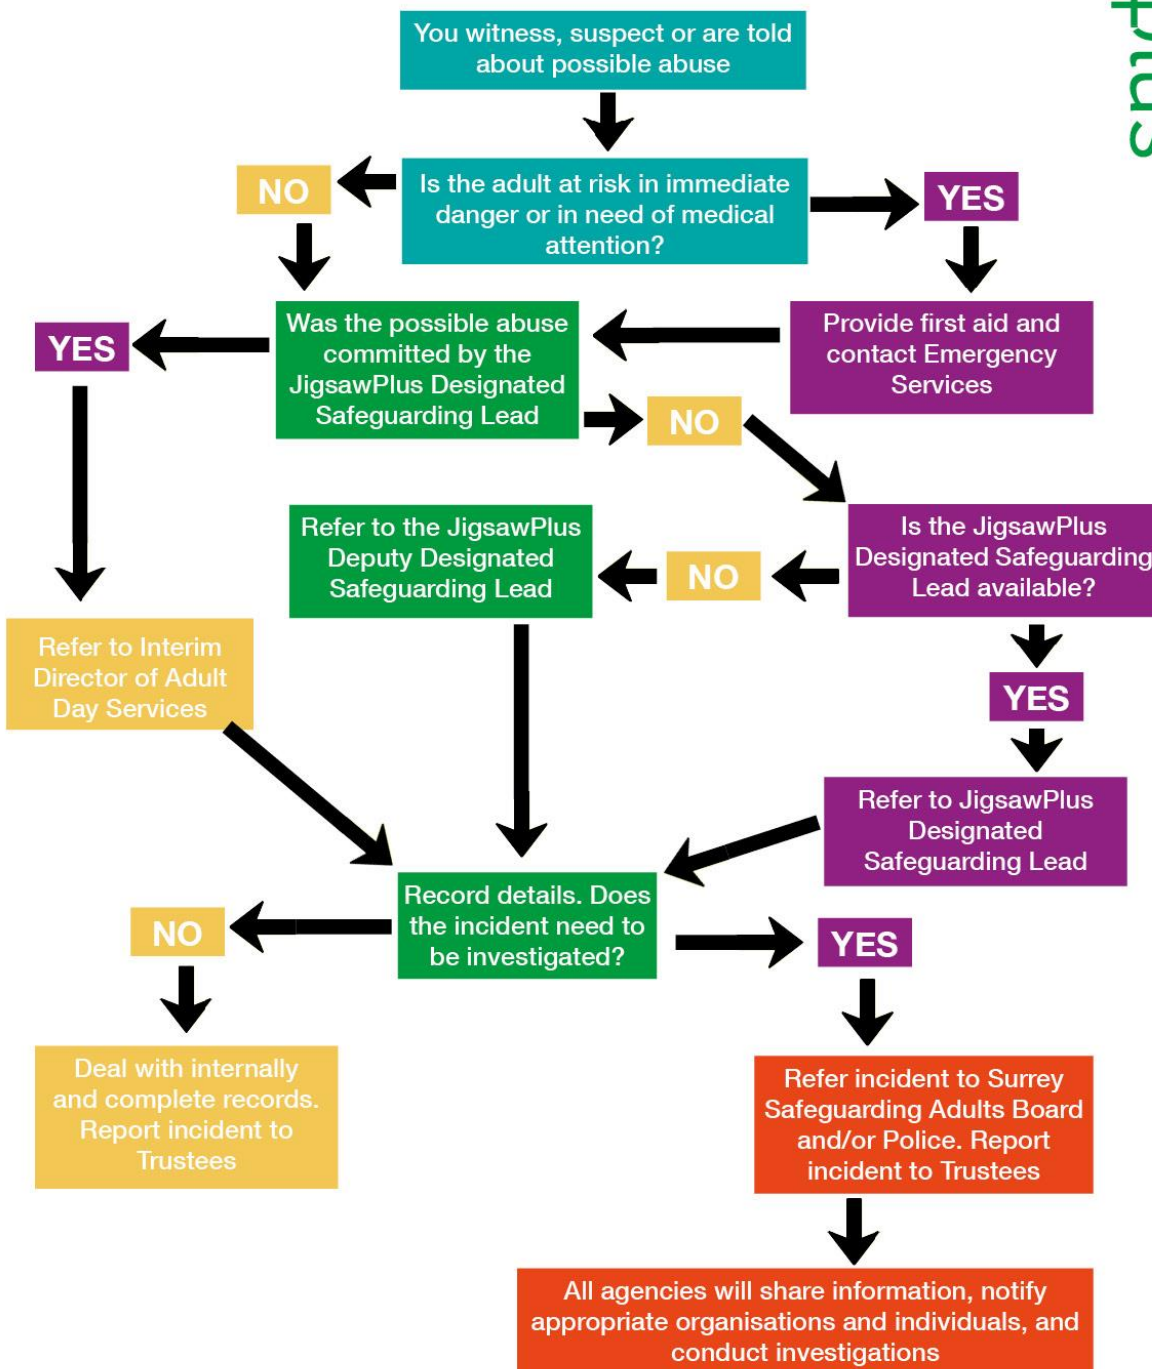 plus
You witness, suspect or are told
about possible abuse
Is the adult at risk in immediate
danger or in need of medical
attention?
NO
YES
Was the possible abuse
committed by the
JigsawPlus Designated
Safeguarding Lead
YES
Provide first aid and
contact Emergency
Services
NO
Refer to the JigsawPlus
Deputy Designated
Safeguarding Lead
NO
Is the JigsawPlus
Designated Safeguarding
Lead available?
Refer to Interim
Director of Adult
Day Services
YES
Refer to JigsawPlus
Designated
Safeguarding Lead
Record details. Does
the incident need to
be investigated?
NO
YES
Deal with internally
and complete records.
Report incident to
Trustees
Refer incident to Surrey
Safeguarding Adults Board
and/or Police. Report
incident to Trustees
All agencies will share information, notify
appropriate organisations and individuals, and
conduct investigations